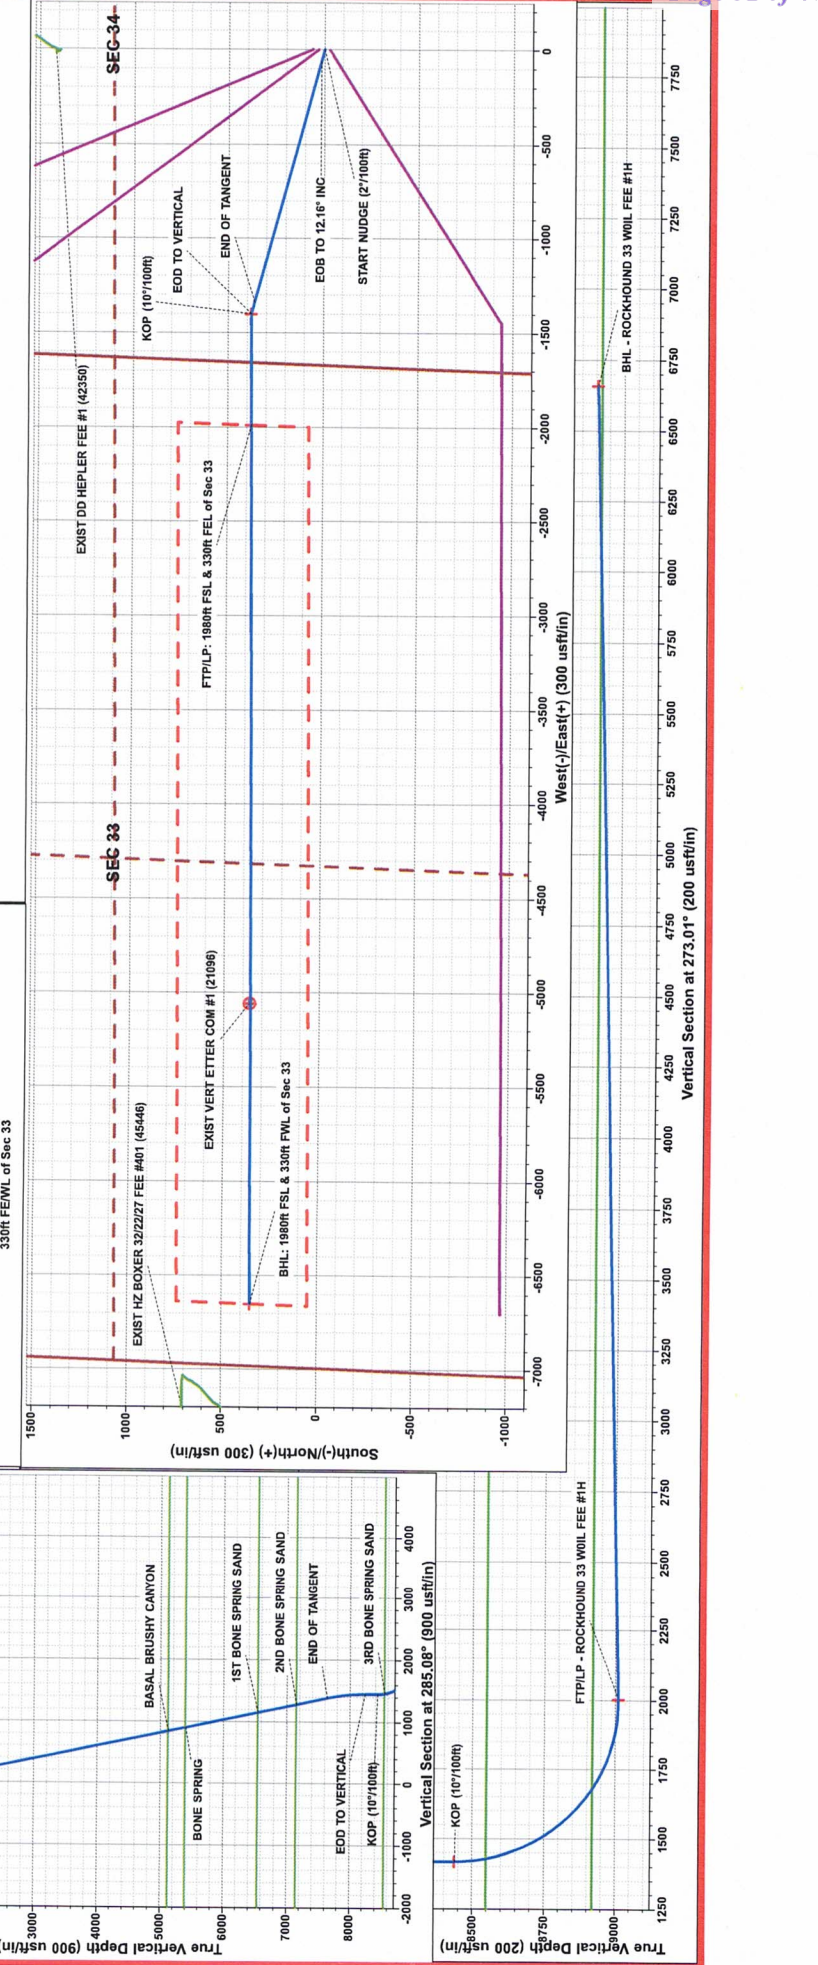 330ft FE/WL of Sec 33
SEC 34
SEC 33
EXIST DD HEPLER FEE #1 (42350)
KOP (10°/100ft)
EOD TO VERTICAL
END OF TANGENT
EOB TO 12.16° INC
START NUDGE (2°/100ft)
FTP/LP: 1980ft FSL & 330ft FEL of Sec 33
EXIST VERT ETTER COM #1 (21096)
EXIST HZ BOXER 32/22/27 FEE #401 (45446)
BHL: 1980ft FSL & 330ft FWL of Sec 33
1500
1000
500
0
-500
-1000
South(-)/North(+) (300 usft/in)
-7000
-6500
-6000
-5500
-5000
-4500
-4000
-3500
-3000
-2500
-2000
-1500
-1000
-500
0
West(-)/East(+) (300 usft/in)
BASAL BRUSHY CANYON
BONE SPRING
1ST BONE SPRING SAND
2ND BONE SPRING SAND
END OF TANGENT
EOD TO VERTICAL
KOP (10°/100ft)
3RD BONE SPRING SAND
3000
4000
5000
6000
7000
8000
True Vertical Depth (900 usft/in)
-2000
-1000
0
1000
2000
3000
4000
Vertical Section at 285.08° (900 usft/in)
KOP (10°/100ft)
FTP/LP - ROCKHOUND 33 W0IL FEE #1H
BHL - ROCKHOUND 33 W0IL FEE #1H
8500
8750
9000
True Vertical Depth (200 usft/in)
1250
1500
1750
2000
2250
2500
2750
3000
3250
3500
3750
4000
4250
4500
4750
5000
5250
5500
5750
6000
6250
6500
6750
7000
7250
7500
7750
Vertical Section at 273.01° (200 usft/in)